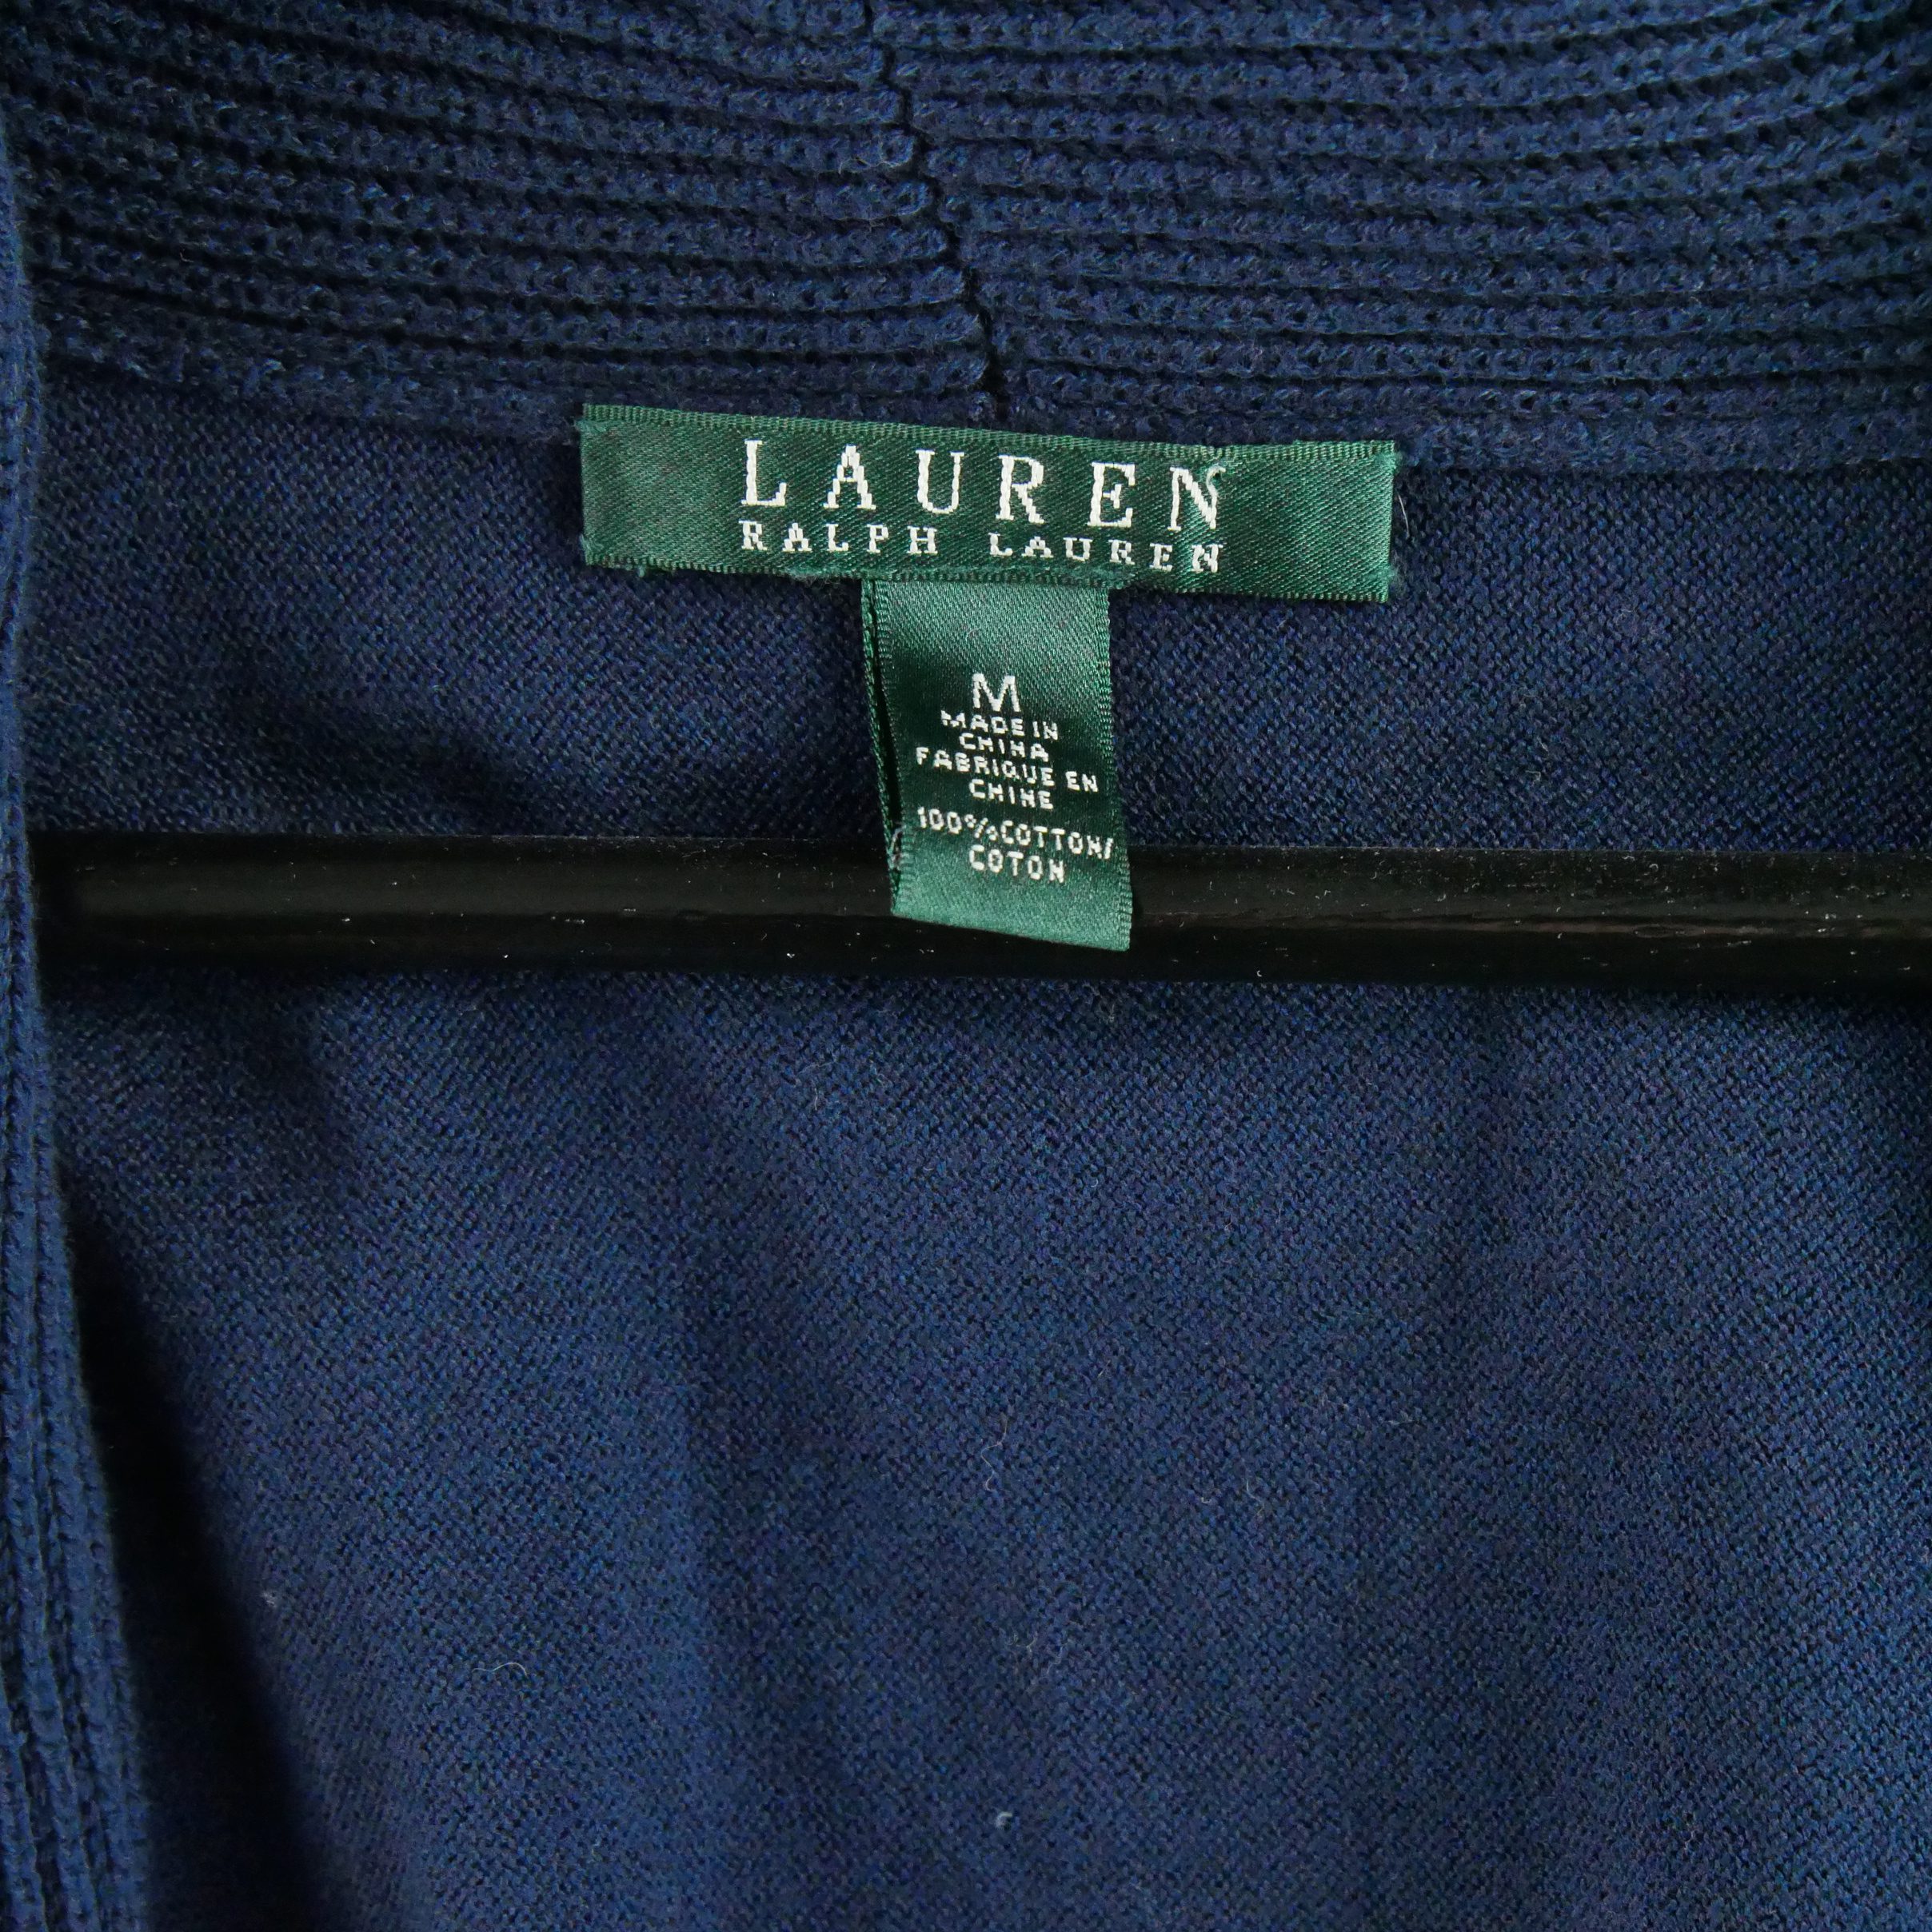 LAUREN
RALPH LAUREN
M
MADE IN
CHINA
FABRIQUE EN
CHINE
100%COTTON/
COTON